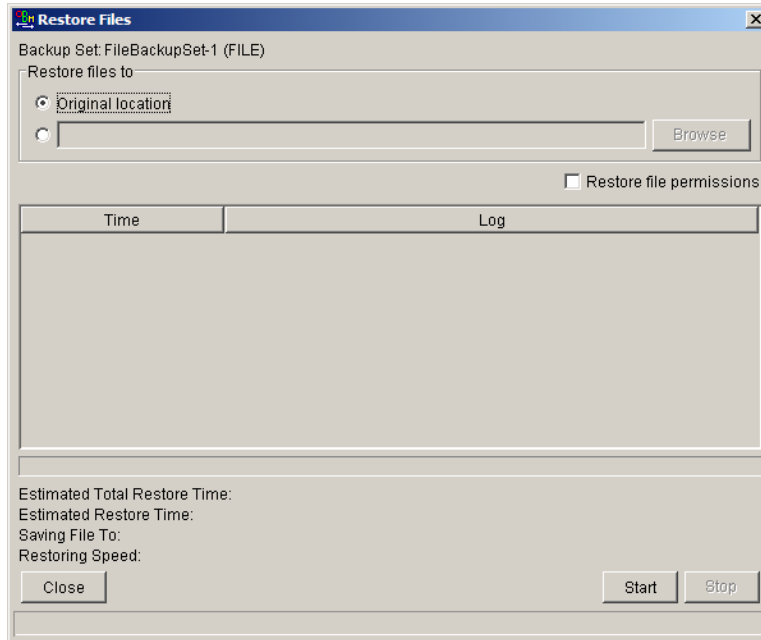 CBM Restore Files
Backup Set: FileBackupSet-1 (FILE)
Restore files to
Original location
Browse
Restore file permissions
Time Log
Estimated Total Restore Time:
Estimated Restore Time:
Saving File To:
Restoring Speed:
Close Start Stop